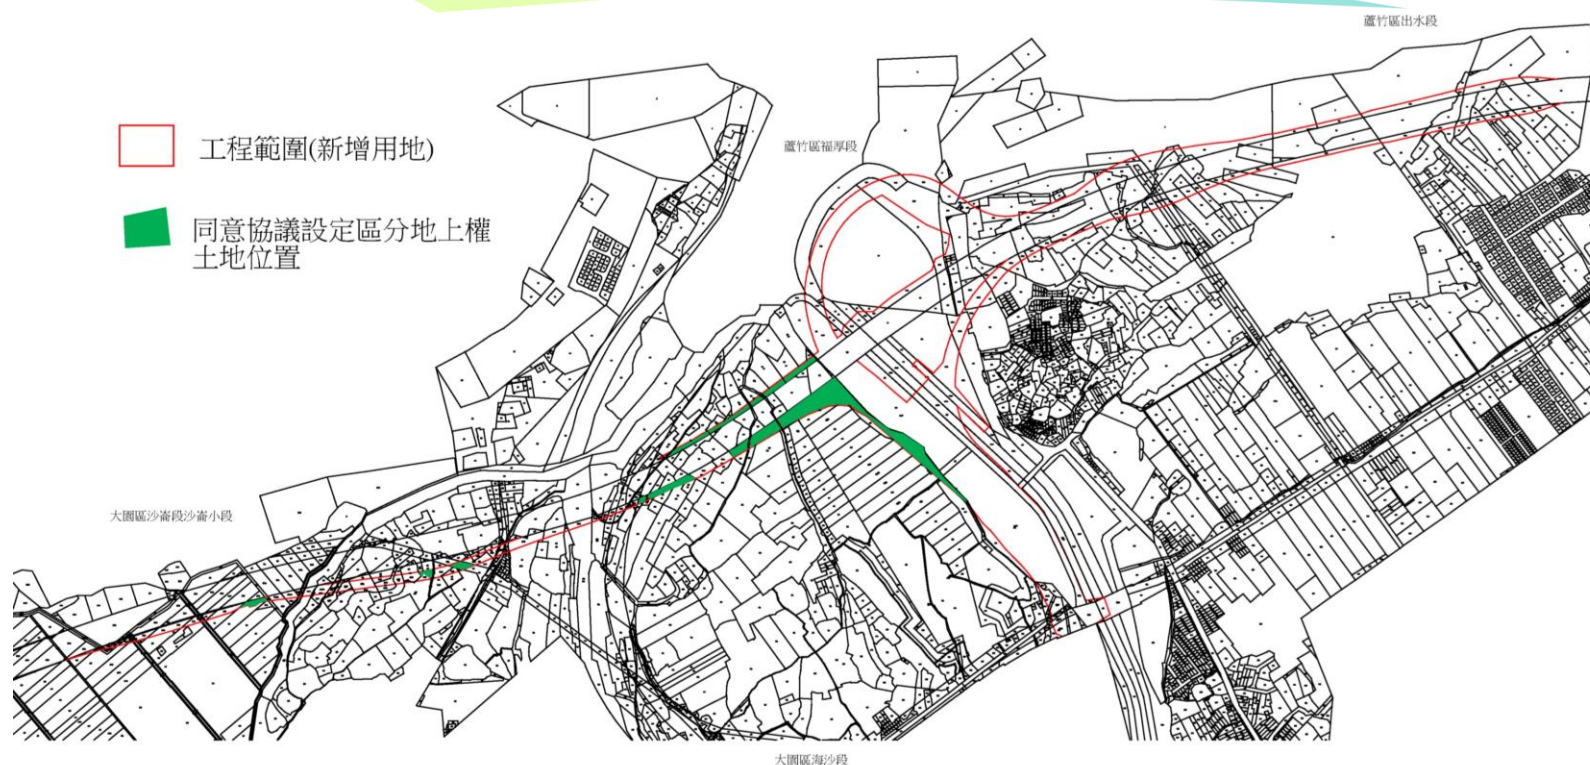 蘆竹區出水段
工程範圍(新增用地)
蘆竹區福厚段
同意協議設定區分地上權
土地位置
大園區沙崙段沙崙小段
大園區海沙段